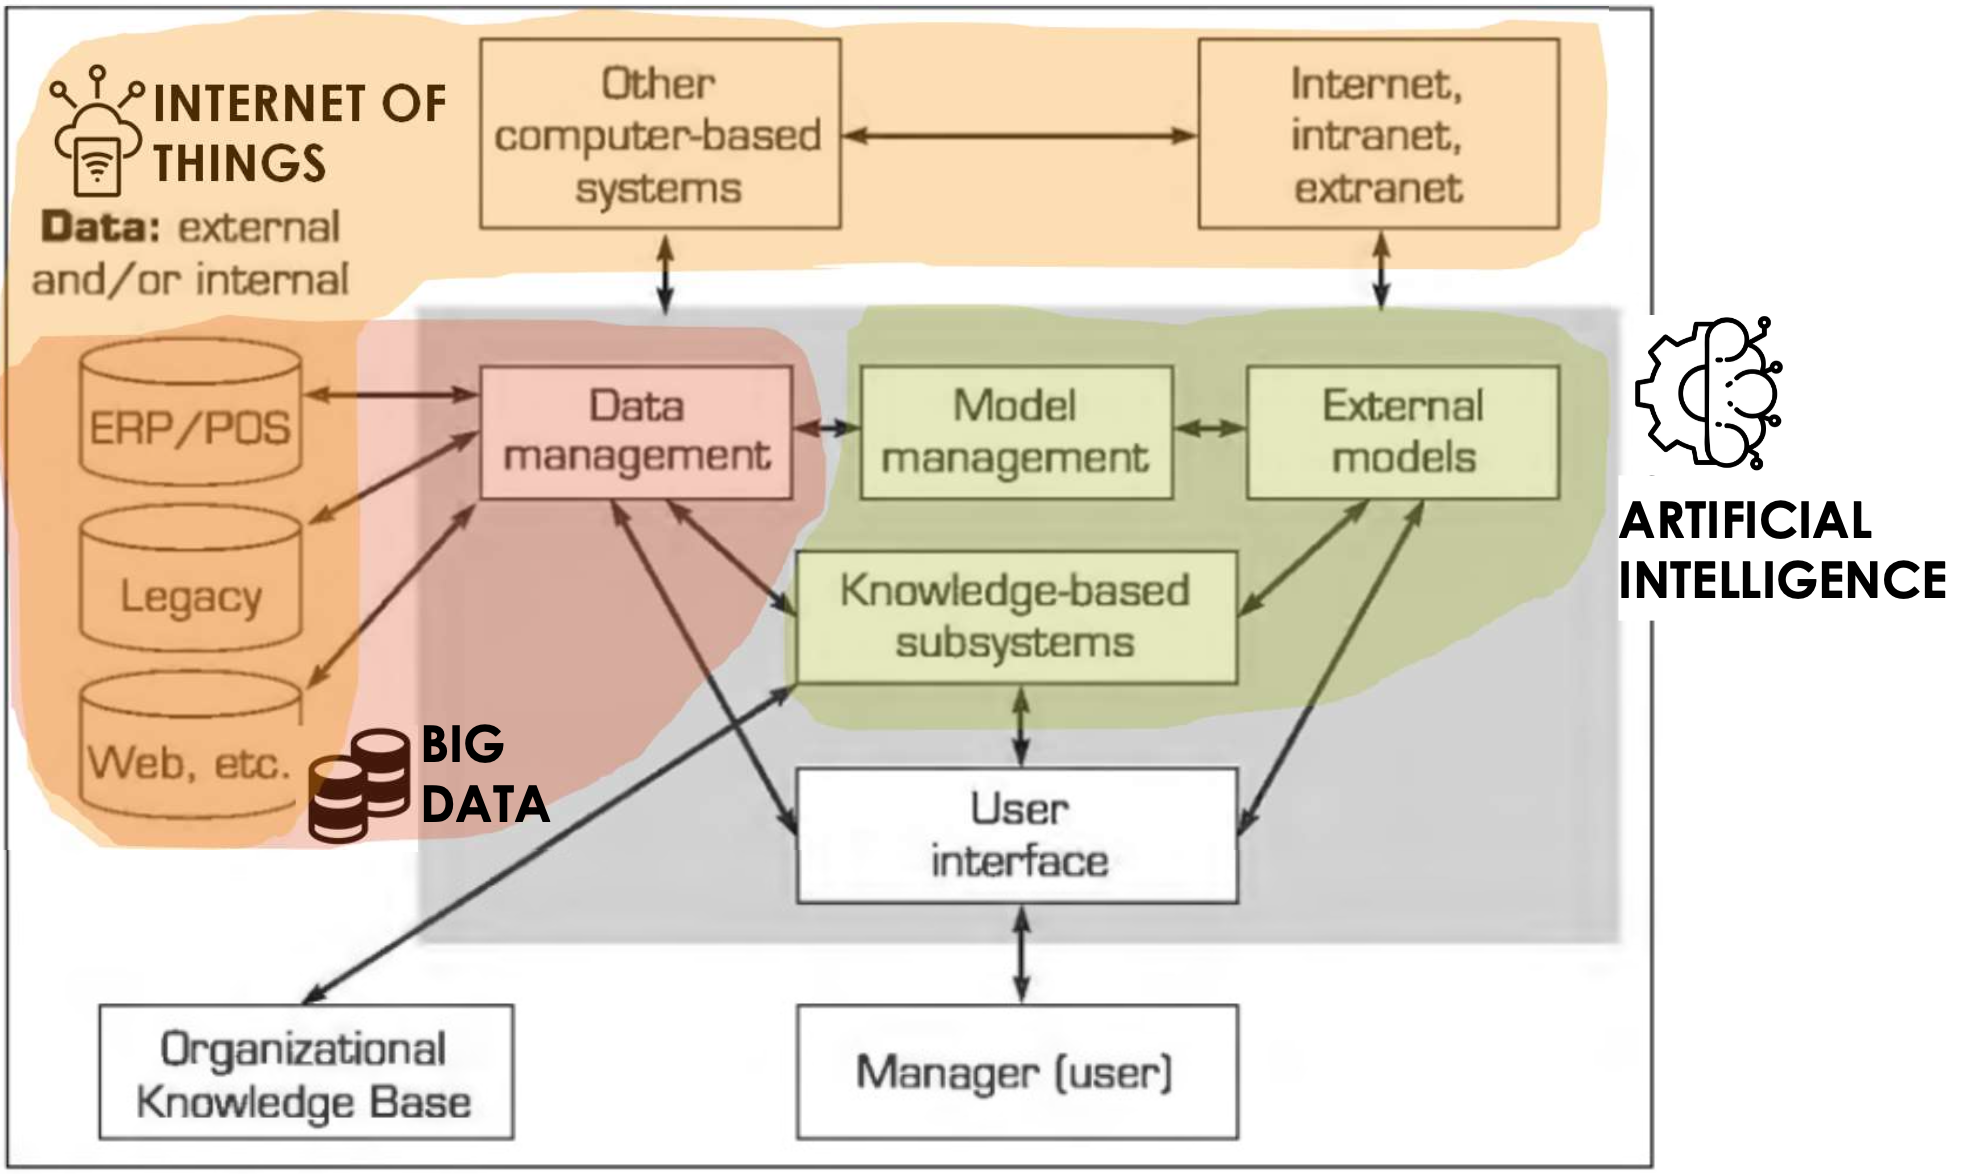 INTERNET OF
THINGS
Data: external
and/or internal
Other
computer-based
systems
Internet,
intranet,
extranet
ERP/POS
Legacy
Web, etc.
BIG
DATA
Data
management
Model
management
External
models
Knowledge-based
subsystems
ARTIFICIAL
INTELLIGENCE
User
interface
Organizational
Knowledge Base
Manager (user)